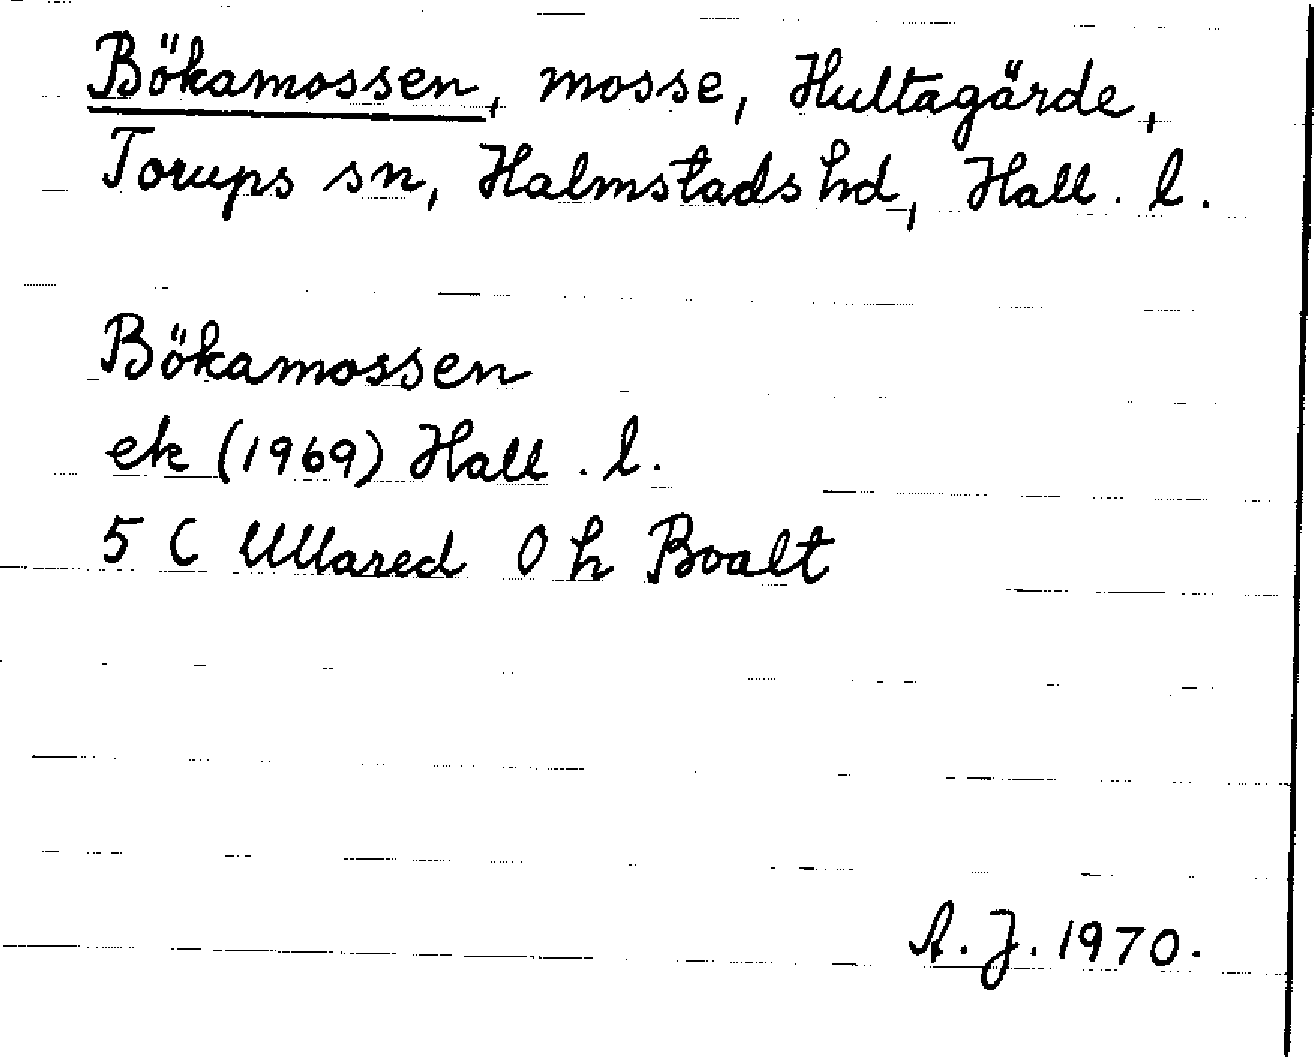 Bökamossen, mosse, Hultagärde,
Torups sn, Halmstads hd, Hall. l.
Bökamossen
ek (1969) Hall. l.
5 C Ullared 0 h Boalt
A. J. 1970.